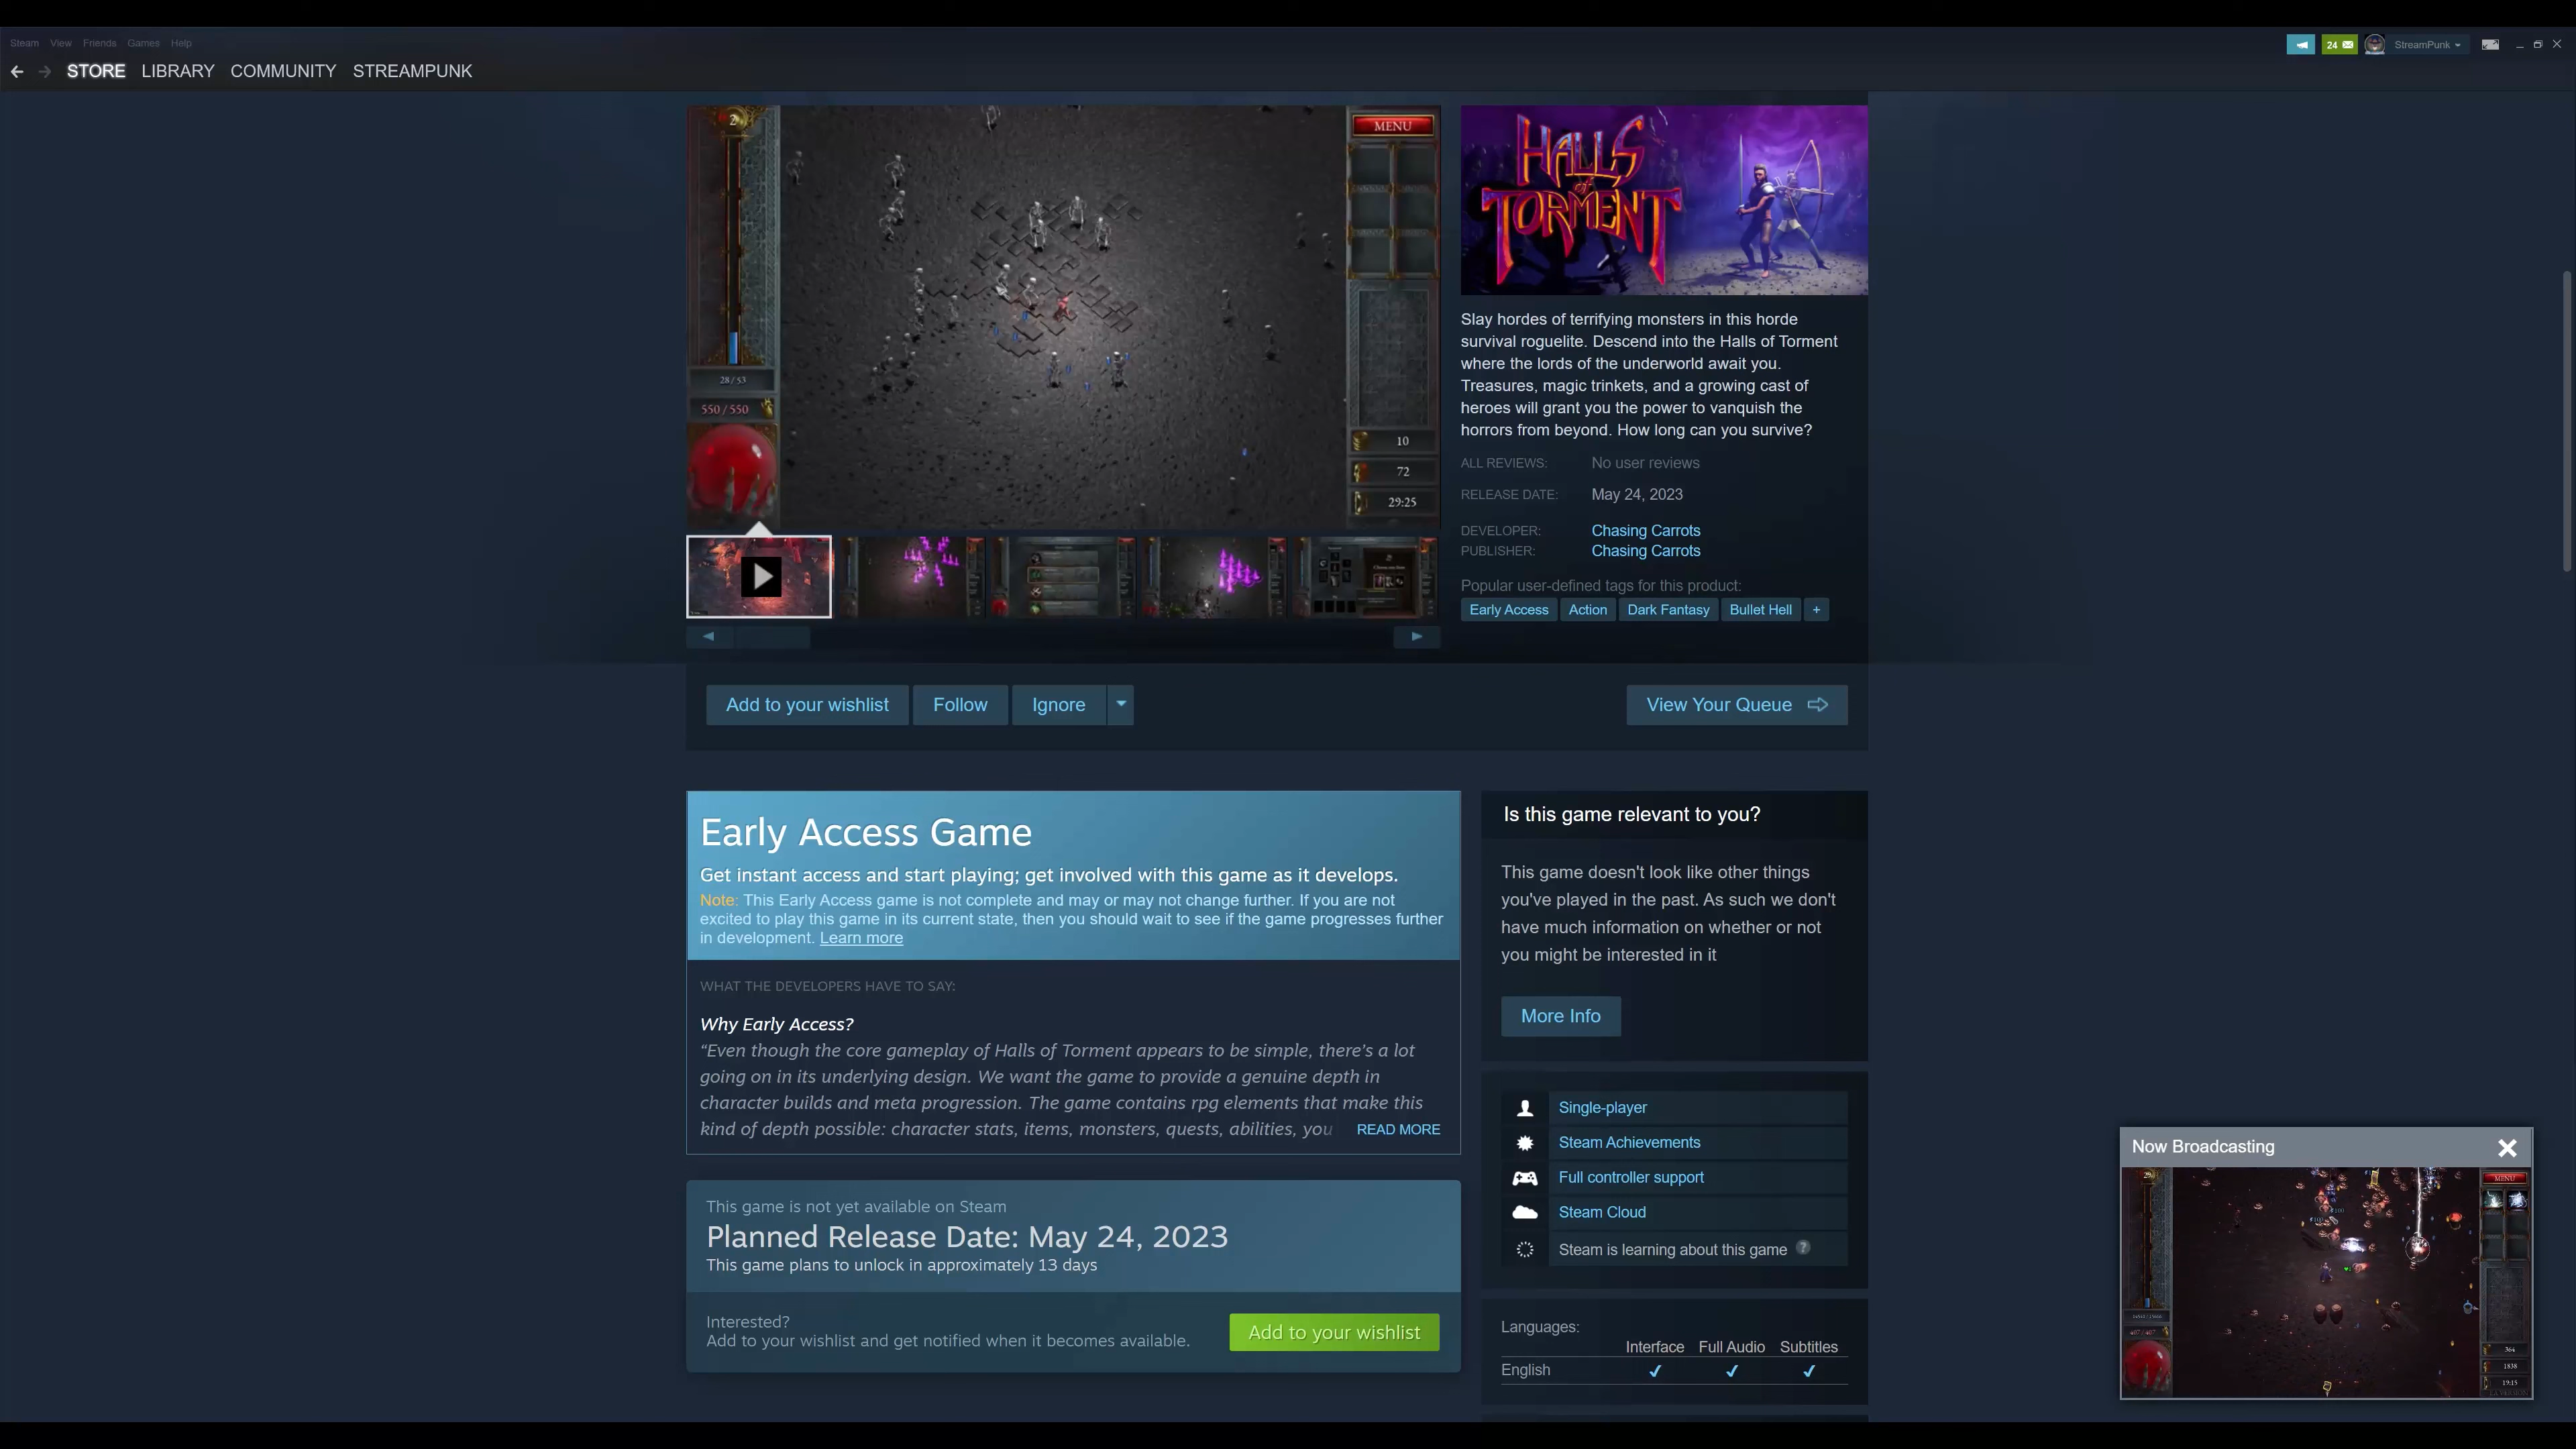 Steam View Friends Games Help
24 StreamPunk
STORE LIBRARY COMMUNITY STREAMPUNK
2
MENU
28 / 53
550 / 550
10
72
29:25
HALLS
of
TORMENT
Slay hordes of terrifying monsters in this horde
survival roguelite. Descend into the Halls of Torment
where the lords of the underworld await you.
Treasures, magic trinkets, and a growing cast of
heroes will grant you the power to vanquish the
horrors from beyond. How long can you survive?
ALL REVIEWS: No user reviews
RELEASE DATE: May 24, 2023
DEVELOPER: Chasing Carrots
PUBLISHER: Chasing Carrots
Popular user-defined tags for this product:
Early Access Action Dark Fantasy Bullet Hell +
Add to your wishlist Follow Ignore
View Your Queue
Early Access Game
Get instant access and start playing; get involved with this game as it develops.
Note: This Early Access game is not complete and may or may not change further. If you are not
excited to play this game in its current state, then you should wait to see if the game progresses further
in development. Learn more
WHAT THE DEVELOPERS HAVE TO SAY:
Why Early Access?
“Even though the core gameplay of Halls of Torment appears to be simple, there’s a lot
going on in its underlying design. We want the game to provide a genuine depth in
character builds and meta progression. The game contains rpg elements that make this
kind of depth possible: character stats, items, monsters, quests, abilities, you READ MORE
This game is not yet available on Steam
Planned Release Date: May 24, 2023
This game plans to unlock in approximately 13 days
Interested?
Add to your wishlist and get notified when it becomes available.
Add to your wishlist
Is this game relevant to you?
This game doesn't look like other things
you've played in the past. As such we don't
have much information on whether or not
you might be interested in it
More Info
Single-player
Steam Achievements
Full controller support
Steam Cloud
Steam is learning about this game ?
Languages:
Interface Full Audio Subtitles
English ✔ ✔ ✔
Now Broadcasting
MENU
364
1838
19:15